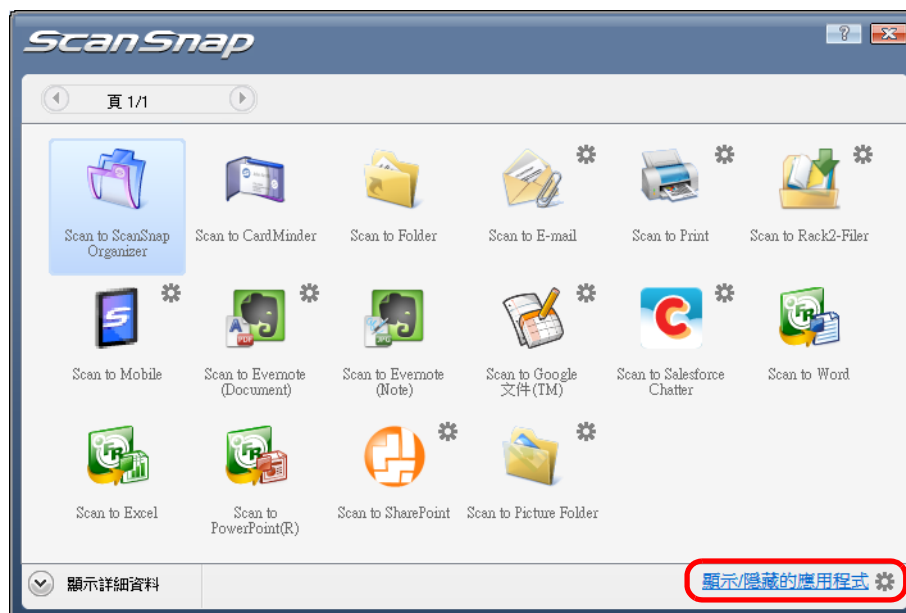 ScanSnap
頁 1/1
Scan to ScanSnap
Organizer
Scan to CardMinder
Scan to Folder
Scan to E-mail
Scan to Print
Scan to Rack2-Filer
Scan to Mobile
Scan to Evernote
(Document)
Scan to Evernote
(Note)
Scan to Google
文件(TM)
Scan to Salesforce
Chatter
Scan to Word
Scan to Excel
Scan to
PowerPoint(R)
Scan to SharePoint
Scan to Picture Folder
顯示詳細資料
顯示/隱藏的應用程式